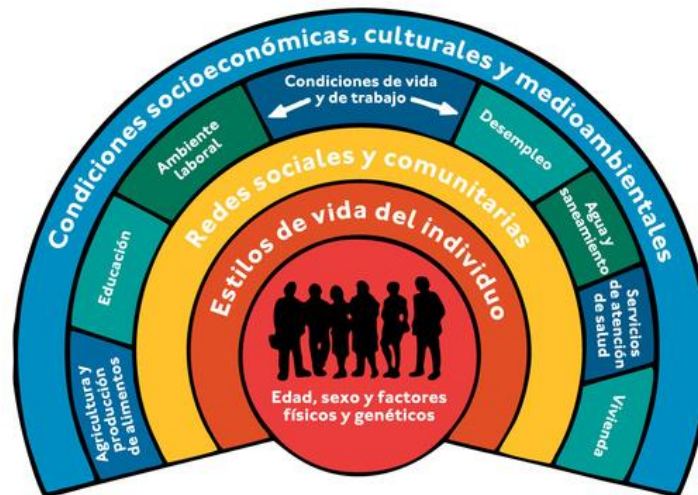 Condiciones socioeconómicas, culturales y medioambientales
Condiciones de vida
y de trabajo
Agricultura y
producción
de alimentos
Educación
Ambiente
laboral
Desempleo
Agua y
saneamiento
Servicios
de atención
de salud
Vivienda
Redes sociales y comunitarias
Estilos de vida del individuo
Edad, sexo y factores
físicos y genéticos